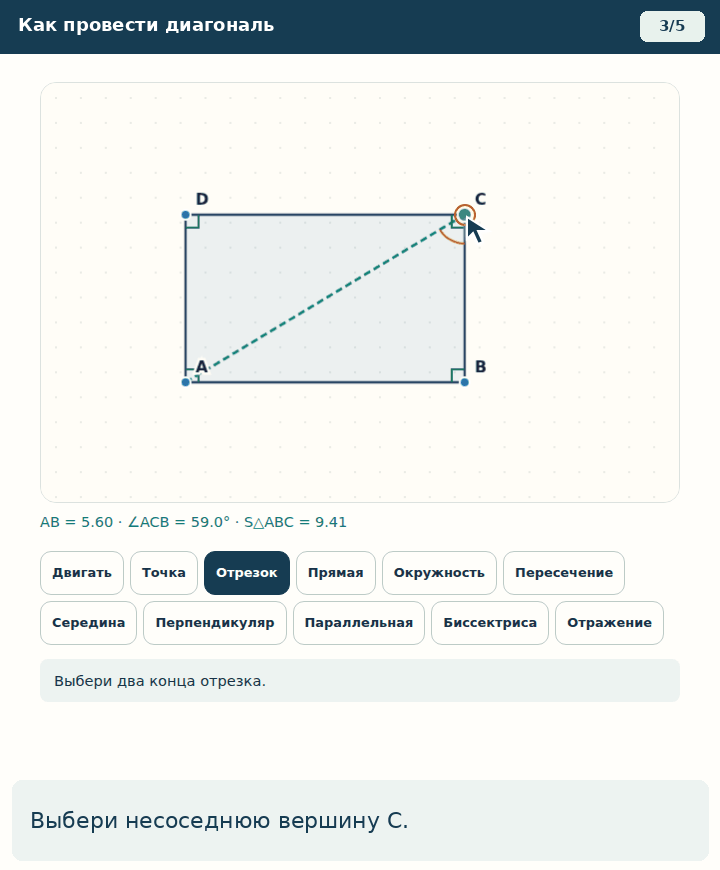 Как провести диагональ
3/5
D
C
A
B
AB = 5.60 · ∠ACB = 59.0° · S△ABC = 9.41
Двигать Точка Отрезок Прямая Окружность Пересечение
Середина Перпендикуляр Параллельная Биссектриса Отражение
Выбери два конца отрезка.
Выбери несоседнюю вершину C.